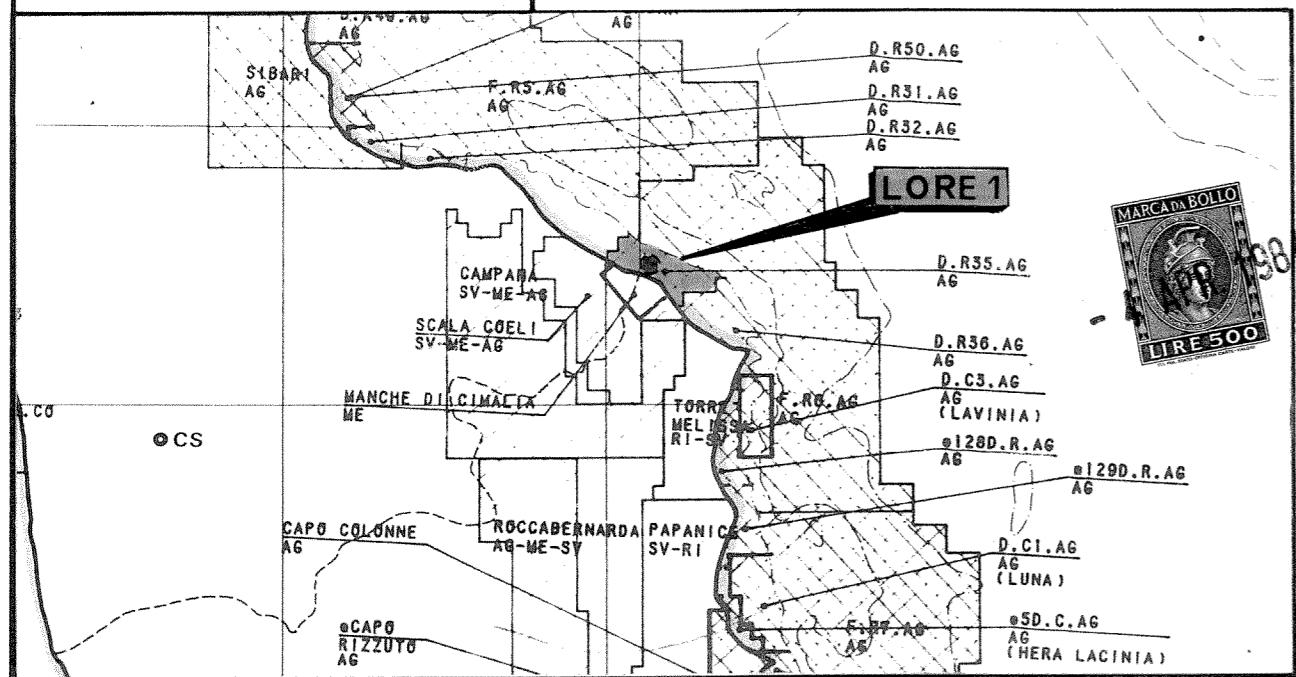 AG
AG
SIBARI
AG
F.R5.AG
AG
D.R50.AG
AG
D.R31.AG
AG
D.R32.AG
AG
LORE 1
MARCA DA BOLLO
LIRE 500
- 4 APR. 198
D.R35.AG
AG
CAMPANA
SV-ME-AG
SCALA COELI
SV-ME-AG
D.R36.AG
AG
MANCHE DI CIMALIA
ME
D.C3.AG
AG
(LAVINIA)
TORRE
MELISSA
RI-SV
F.R6.AG
AG
CS
128D.R.AG
AG
129D.R.AG
AG
CAPO COLONNE
AG
ROCCABERNARDA
AG-ME-SV
PAPANICE
SV-RI
D.C1.AG
AG
(LUNA)
CAPO
RIZZUTO
AG
F.R7.AG
AG
5D.C.AG
AG
(HERA LACINIA)